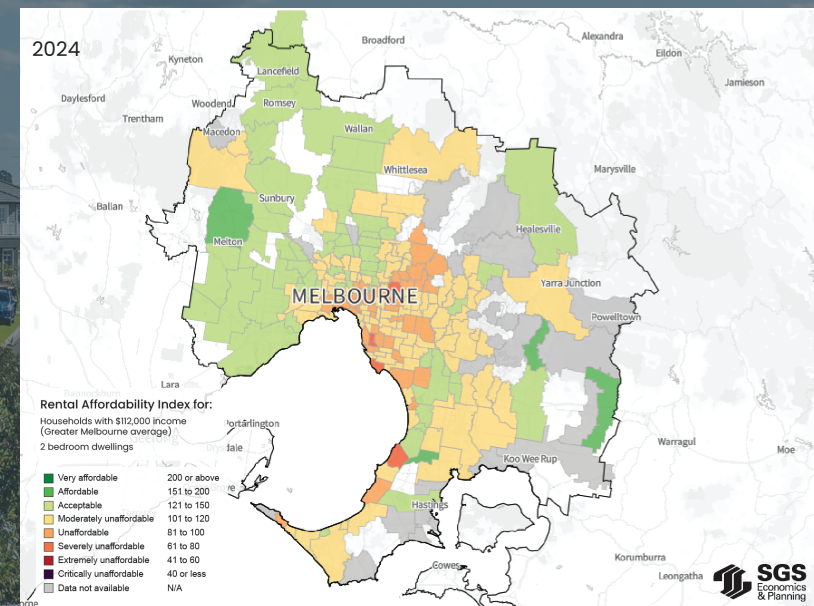 2024
Broadford
Alexandra
Eildon
Kyneton
Lancefield
Jamieson
Daylesford
Woodend
Romsey
Trentham
Macedon
Wallan
Whittlesea
Marysville
Ballan
Sunbury
Healesville
Melton
MELBOURNE
Yarra Junction
Powelltown
Lara
Rental Affordability Index for:
Households with $112,000 income
(Greater Melbourne average)
2 bedroom dwellings
Portarlington
Warragul
Moe
Koo Wee Rup
Very affordable 200 or above
Affordable 151 to 200
Acceptable 121 to 150
Moderately unaffordable 101 to 120
Unaffordable 81 to 100
Severely unaffordable 61 to 80
Extremely unaffordable 41 to 60
Critically unaffordable 40 or less
Data not available N/A
Hastings
Cowes
Korumburra
Leongatha
SGS
Economics
& Planning